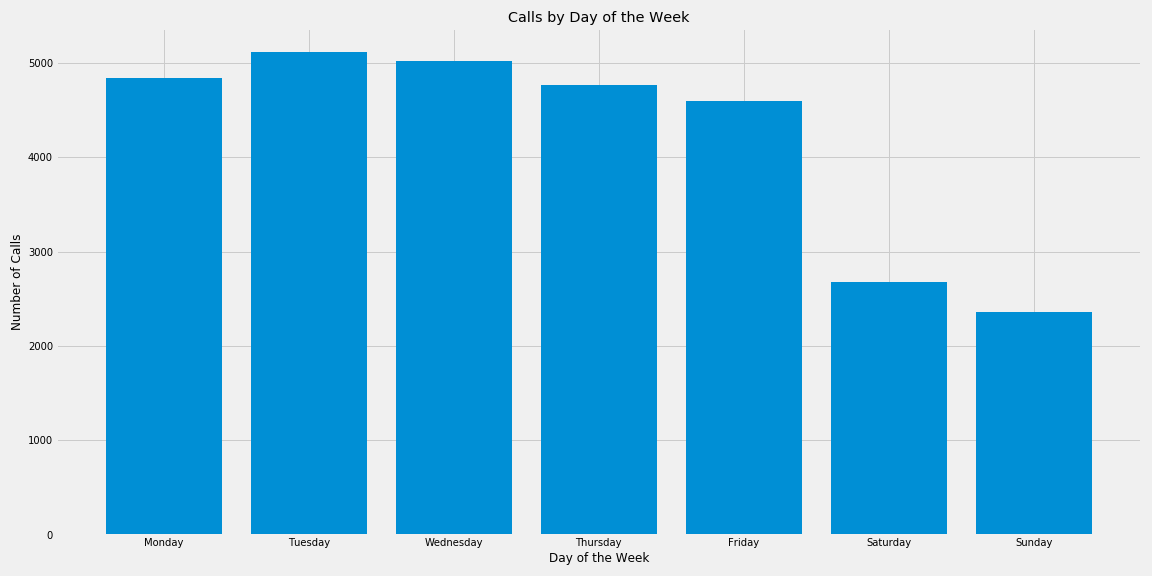 Calls by Day of the Week
Number of Calls
5000
4000
3000
2000
1000
0
Monday
Tuesday
Wednesday
Thursday
Friday
Saturday
Sunday
Day of the Week